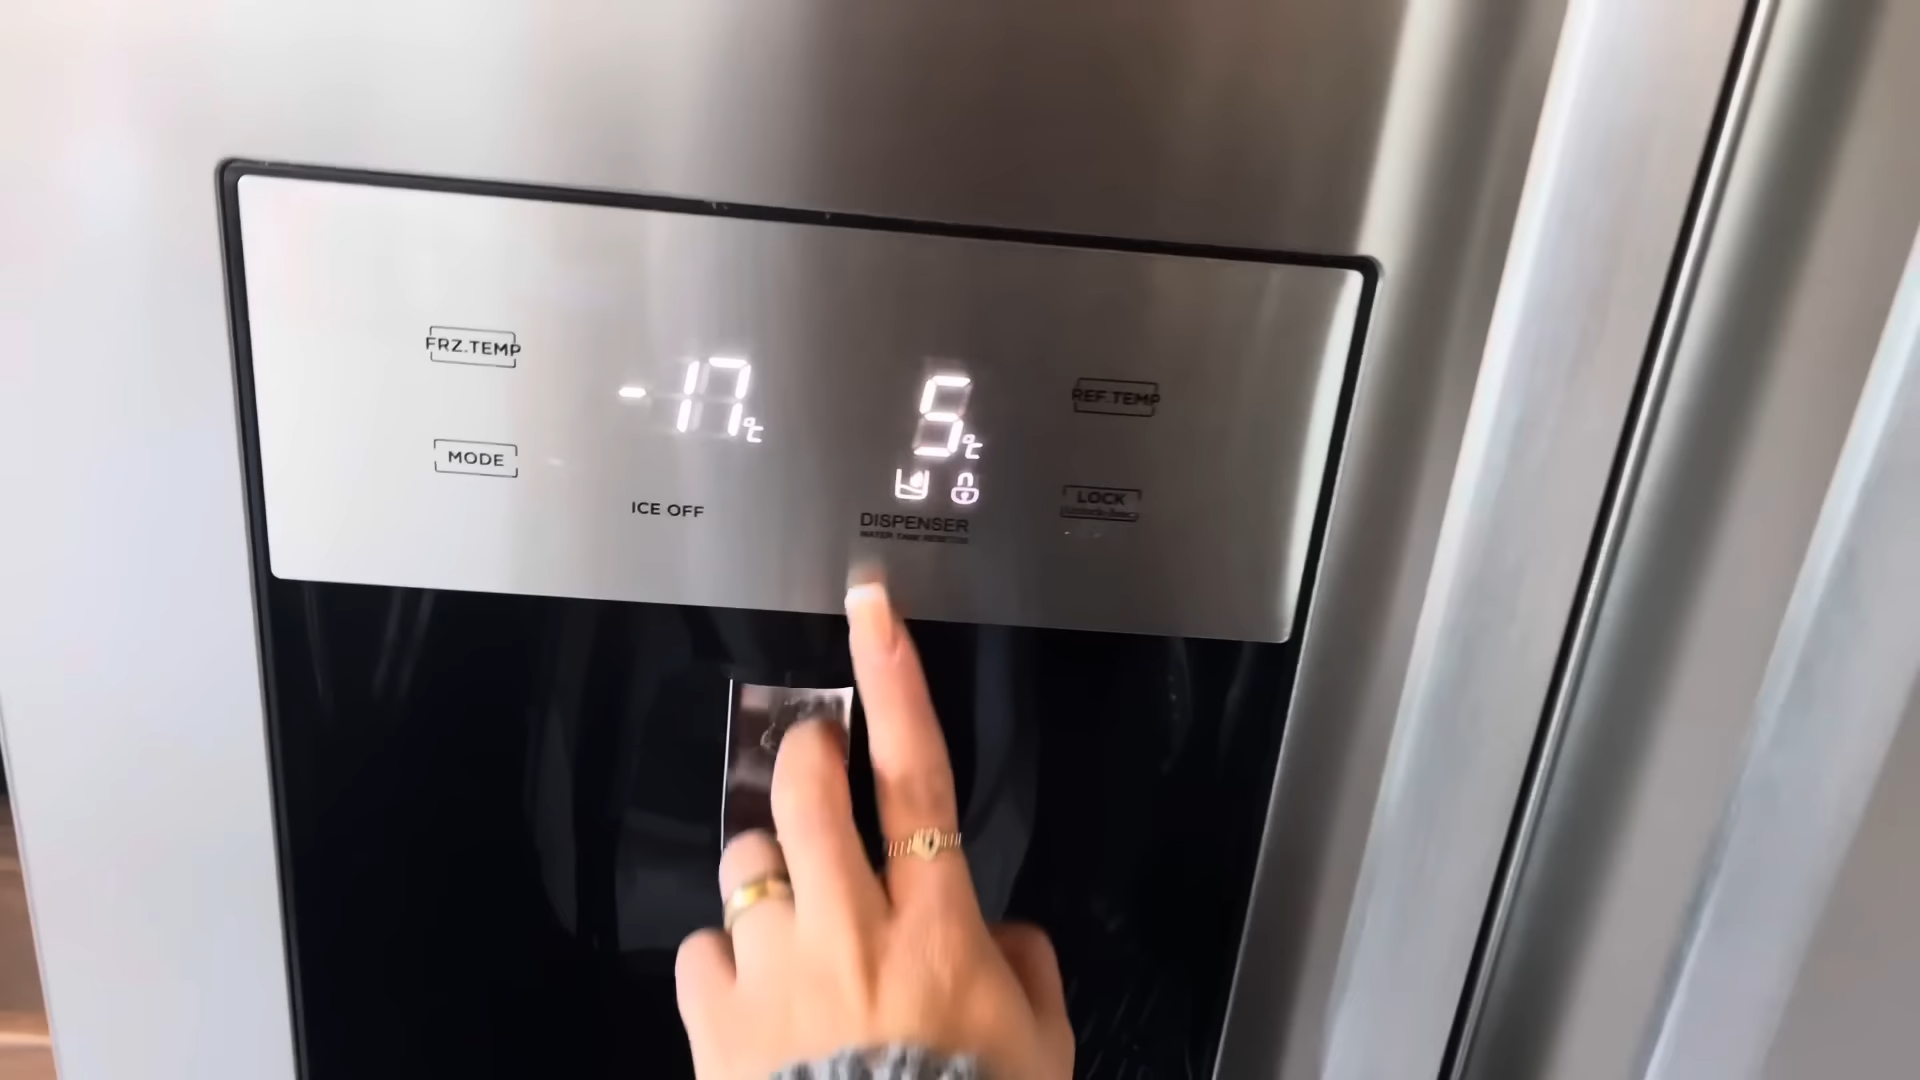 FRZ.TEMP
-17°C
5°C
REF.TEMP
MODE
ICE OFF
DISPENSER
LOCK